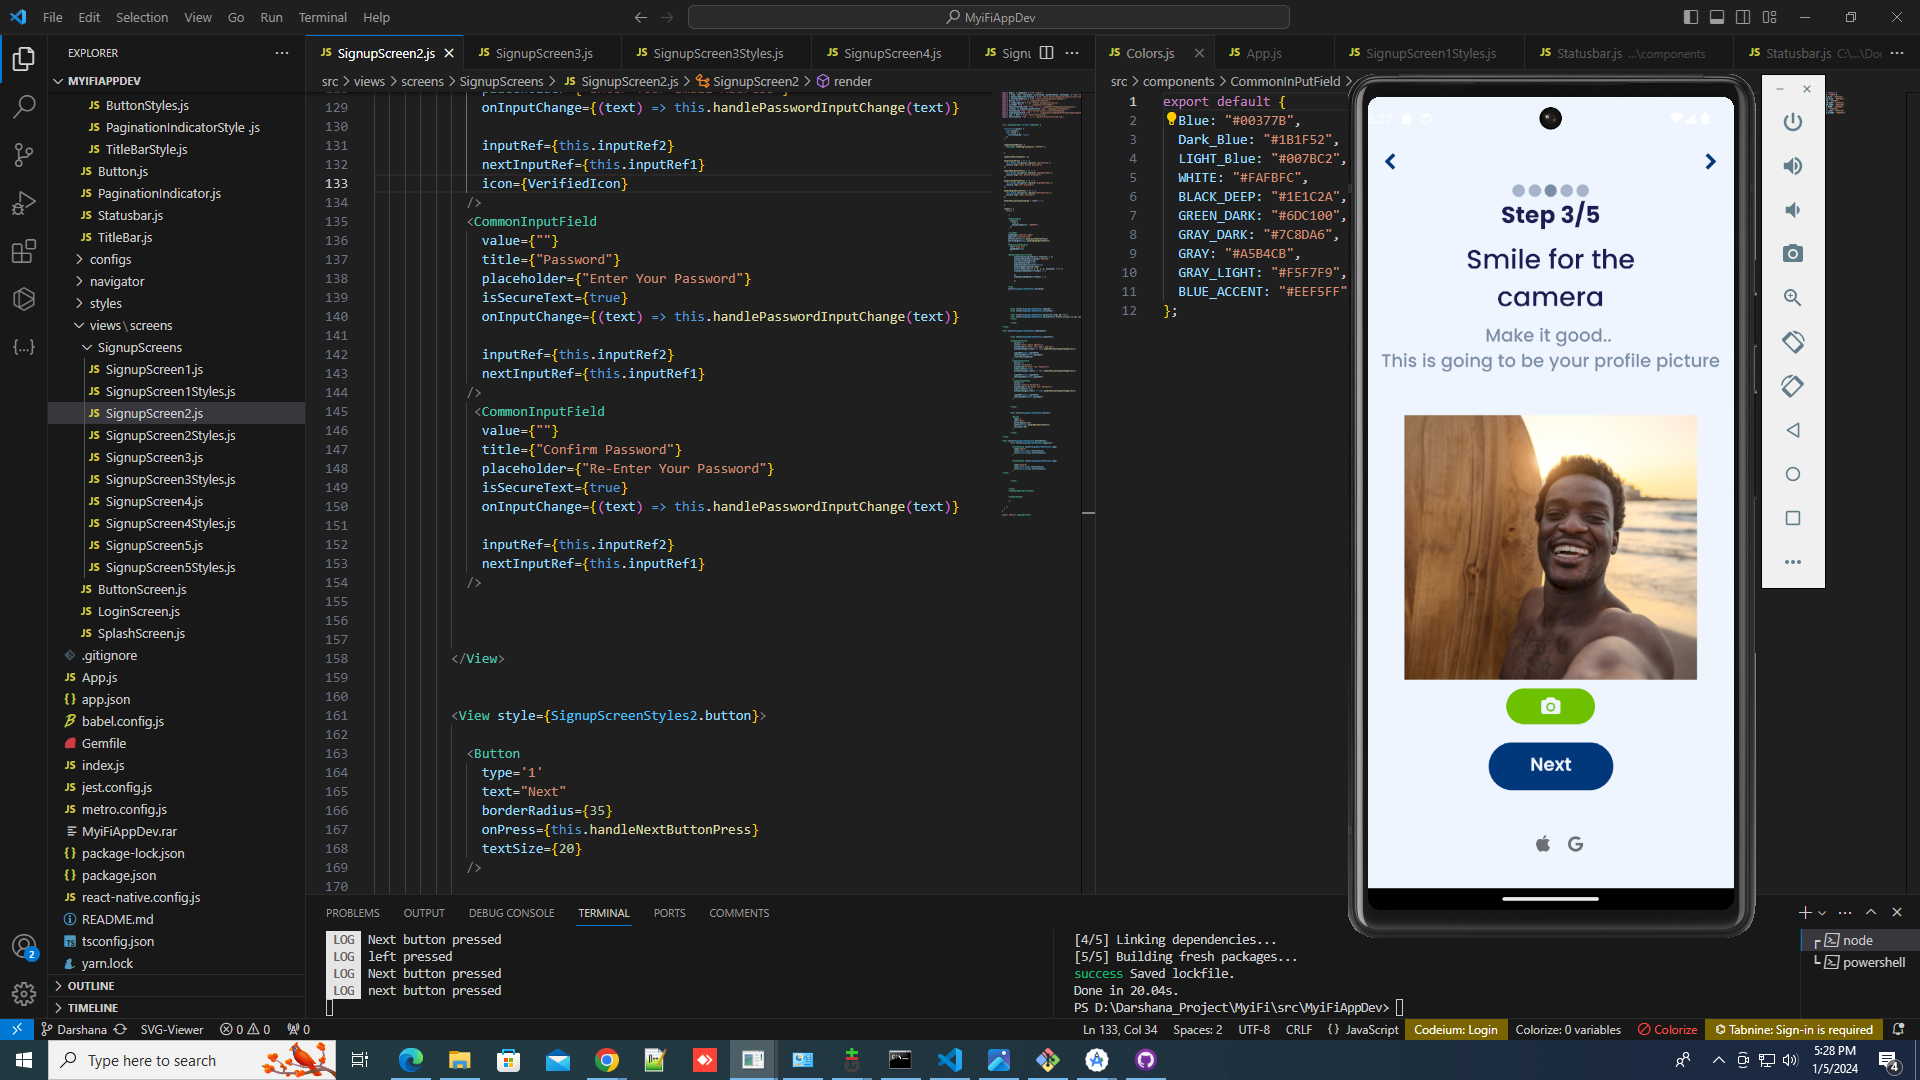 File Edit Selection View Go Run Terminal Help
MyiFiAppDev
EXPLORER
MYIFIAPPDEV
ButtonStyles.js
PaginationIndicatorStyle .js
TitleBarStyle.js
Button.js
PaginationIndicator.js
Statusbar.js
TitleBar.js
configs
navigator
styles
views\screens
SignupScreens
SignupScreen1.js
SignupScreen1Styles.js
SignupScreen2.js
SignupScreen2Styles.js
SignupScreen3.js
SignupScreen3Styles.js
SignupScreen4.js
SignupScreen4Styles.js
SignupScreen5.js
SignupScreen5Styles.js
ButtonScreen.js
LoginScreen.js
SplashScreen.js
.gitignore
App.js
app.json
babel.config.js
Gemfile
index.js
jest.config.js
metro.config.js
MyiFiAppDev.rar
package-lock.json
package.json
react-native.config.js
README.md
tsconfig.json
yarn.lock
OUTLINE
TIMELINE
SignupScreen2.js SignupScreen3.js SignupScreen3Styles.js SignupScreen4.js
src > views > screens > SignupScreens > SignupScreen2.js > SignupScreen2 > render
129 onInputChange={(text) => this.handlePasswordInputChange(text)}
130
131 inputRef={this.inputRef2}
132 nextInputRef={this.inputRef1}
133 icon={VerifiedIcon}
134 />
135 <CommonInputField
136 value={""}
137 title={"Password"}
138 placeholder={"Enter Your Password"}
139 isSecureText={true}
140 onInputChange={(text) => this.handlePasswordInputChange(text)}
141
142 inputRef={this.inputRef2}
143 nextInputRef={this.inputRef1}
144 />
145 <CommonInputField
146 value={""}
147 title={"Confirm Password"}
148 placeholder={"Re-Enter Your Password"}
149 isSecureText={true}
150 onInputChange={(text) => this.handlePasswordInputChange(text)}
151
152 inputRef={this.inputRef2}
153 nextInputRef={this.inputRef1}
154 />
155
156
157
158 </View>
159
160
161 <View style={SignupScreenStyles2.button}>
162
163 <Button
164 type='1'
165 text="Next"
166 borderRadius={35}
167 onPress={this.handleNextButtonPress}
168 textSize={20}
169 />
170
Colors.js App.js SignupScreen1Styles.js Statusbar.js ...\components Statusbar.js C:\...\Do
src > components > CommonInPutField >
1 export default {
2 Blue: "#00377B",
3 Dark_Blue: "#1B1F52",
4 LIGHT_Blue: "#007BC2",
5 WHITE: "#FAFBFC",
6 BLACK_DEEP: "#1E1C2A",
7 GREEN_DARK: "#6DC100",
8 GRAY_DARK: "#7C8DA6",
9 GRAY: "#A5B4CB",
10 GRAY_LIGHT: "#F5F7F9",
11 BLUE_ACCENT: "#EEF5FF"
12 };
Step 3/5
Smile for the
camera
Make it good..
This is going to be your profile picture
Next
PROBLEMS OUTPUT DEBUG CONSOLE TERMINAL PORTS COMMENTS
LOG Next button pressed
LOG left pressed
LOG Next button pressed
LOG next button pressed
[4/5] Linking dependencies...
[5/5] Building fresh packages...
success Saved lockfile.
Done in 20.04s.
PS D:\Darshana_Project\MyiFi\src\MyiFiAppDev>
node
powershell
Darshana SVG-Viewer 0 0 0
Ln 133, Col 34 Spaces: 2 UTF-8 CRLF {} JavaScript Codeium: Login Colorize: 0 variables Colorize Tabnine: Sign-in is required
Type here to search
5:28 PM
1/5/2024
4
2